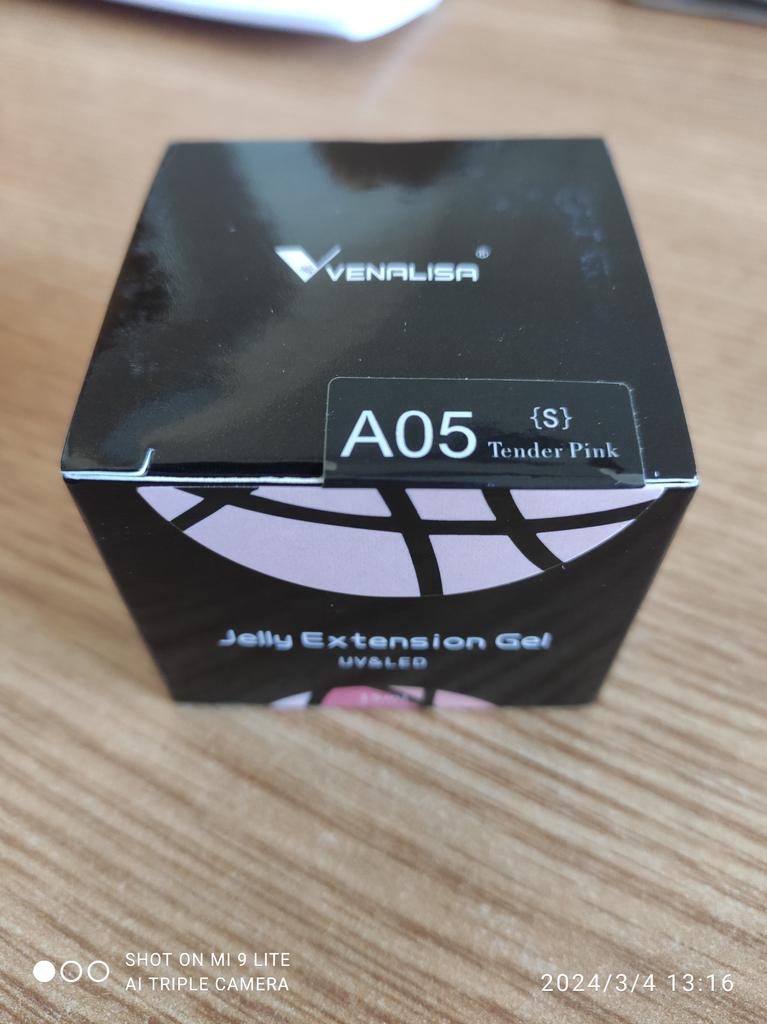 VENALISA®
A05 {S}
Tender Pink
Jelly Extension Gel
UV&LED
SHOT ON MI 9 LITE
AI TRIPLE CAMERA
2024/3/4 13:16